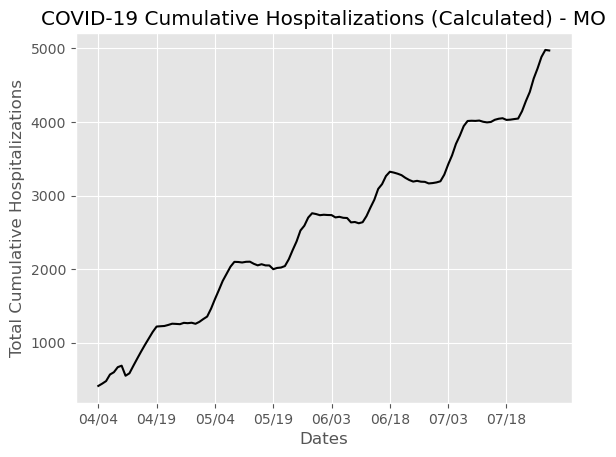 COVID-19 Cumulative Hospitalizations (Calculated) - MO
Total Cumulative Hospitalizations
5000
4000
3000
2000
1000
04/04 04/19 05/04 05/19 06/03 06/18 07/03 07/18
Dates